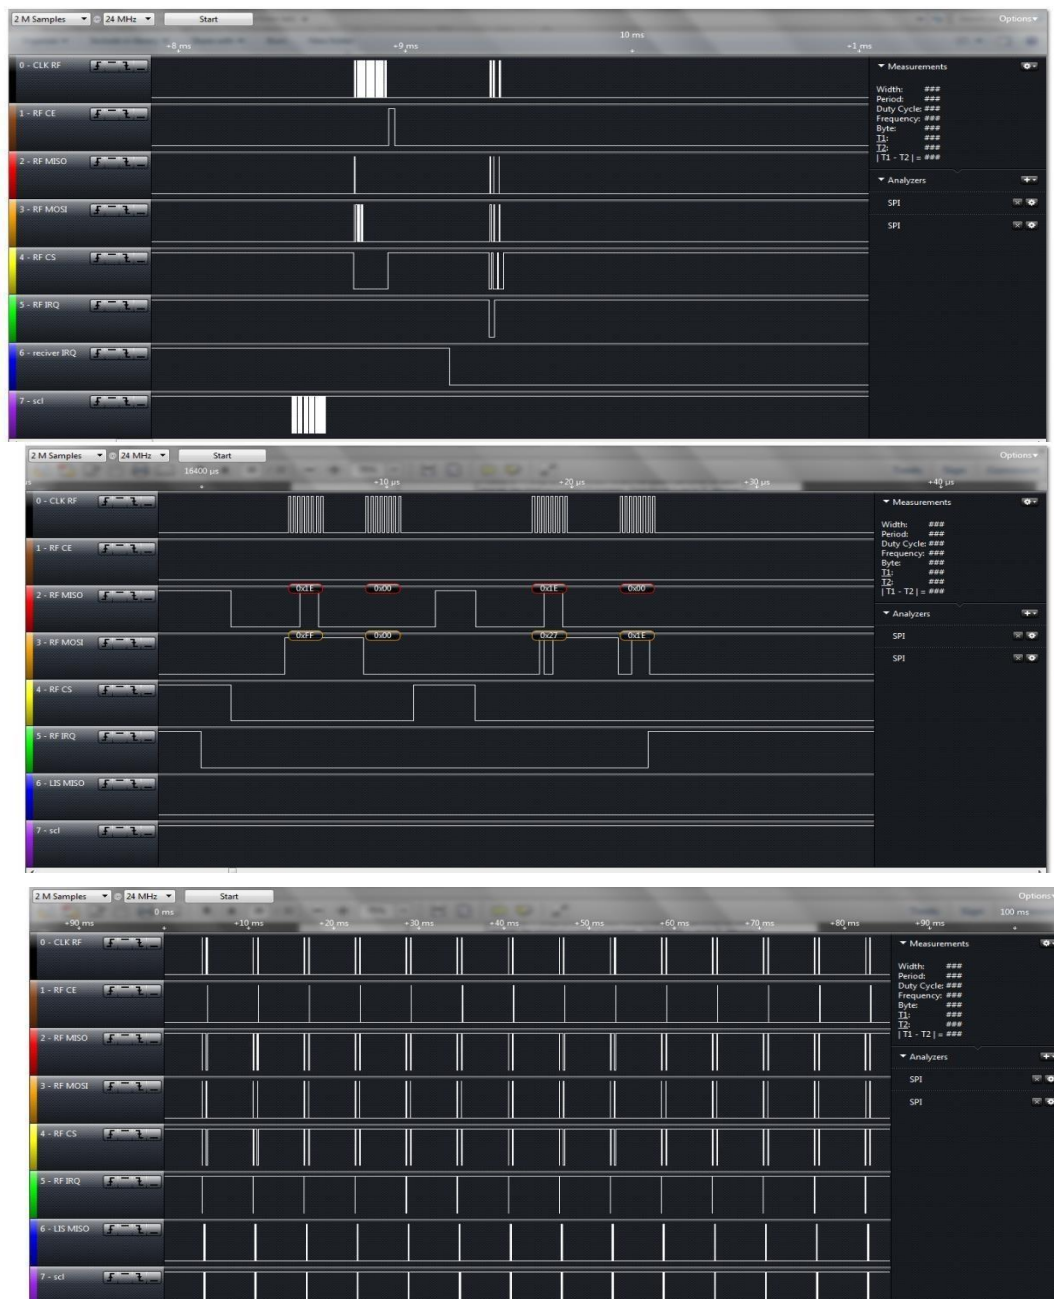 2 M Samples @ 24 MHz Start Options
+8 ms +9 ms 10 ms +1 ms
0 - CLK RF
1 - RF CE
2 - RF MISO
3 - RF MOSI
4 - RF CS
5 - RF IRQ
6 - reciver IRQ
7 - scl
Measurements
Width: ###
Period: ###
Duty Cycle: ###
Frequency: ###
Byte: ###
T1: ###
T2: ###
| T1 - T2 | = ###
Analyzers
SPI
SPI
2 M Samples @ 24 MHz Start Options
16400 µs
µs +10 µs +20 µs +30 µs +40 µs
0 - CLK RF
1 - RF CE
2 - RF MISO 0x1E 0x00 0x1E 0x00
3 - RF MOSI 0xFF 0x00 0x27 0x1E
4 - RF CS
5 - RF IRQ
6 - LIS MISO
7 - scl
Measurements
Width: ###
Period: ###
Duty Cycle: ###
Frequency: ###
Byte: ###
T1: ###
T2: ###
| T1 - T2 | = ###
Analyzers
SPI
SPI
2 M Samples @ 24 MHz Start Options
0 ms 100 ms
+90 ms +10 ms +20 ms +30 ms +40 ms +50 ms +60 ms +70 ms +80 ms +90 ms
0 - CLK RF
1 - RF CE
2 - RF MISO
3 - RF MOSI
4 - RF CS
5 - RF IRQ
6 - LIS MISO
7 - scl
Measurements
Width: ###
Period: ###
Duty Cycle: ###
Frequency: ###
Byte: ###
T1: ###
T2: ###
| T1 - T2 | = ###
Analyzers
SPI
SPI